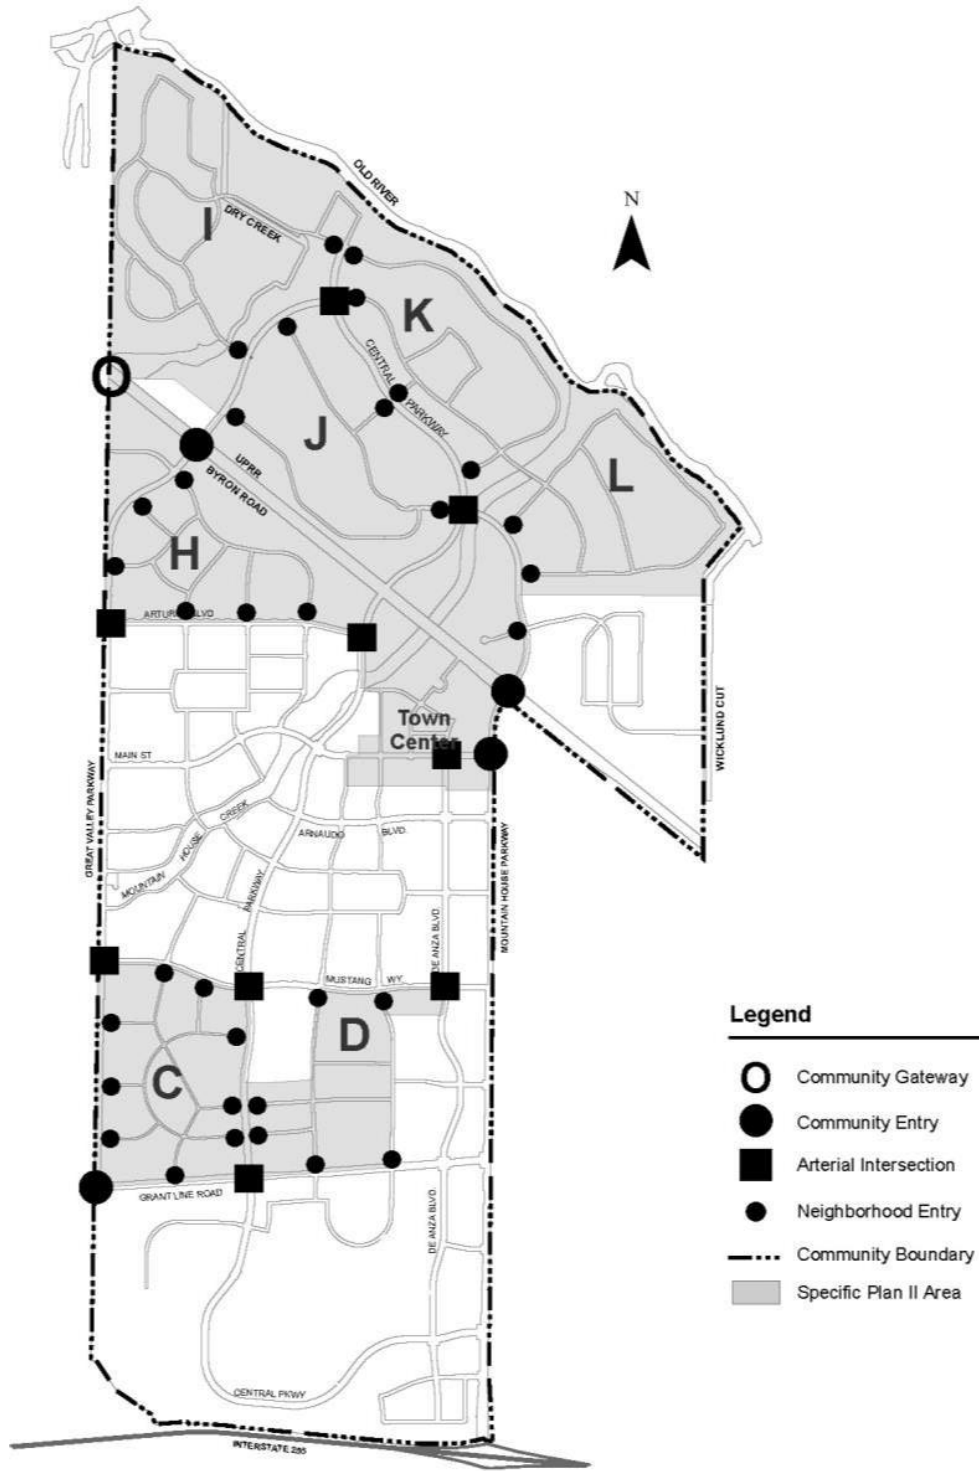 OLD RIVER
N
I
DRY CREEK
K
CENTRAL
PARKWAY
O
J
L
UPRR
BYRON ROAD
H
BLVD
WICKLUND CUT
Town
Center
MAIN ST
GREAT VALLEY PARKWAY
CREEK
HOUSE
MOUNTAIN
ARNAUDO
BLVD.
MOUNTAIN HOUSE PARKWAY
PARKWAY
CENTRAL
DE ANZA BLVD.
MUSTANG
WY.
D
C
GRANT LINE ROAD
DE ANZA BLVD.
CENTRAL PKWY
INTERSTATE 205
Legend
O Community Gateway
Community Entry
Arterial Intersection
Neighborhood Entry
Community Boundary
Specific Plan II Area